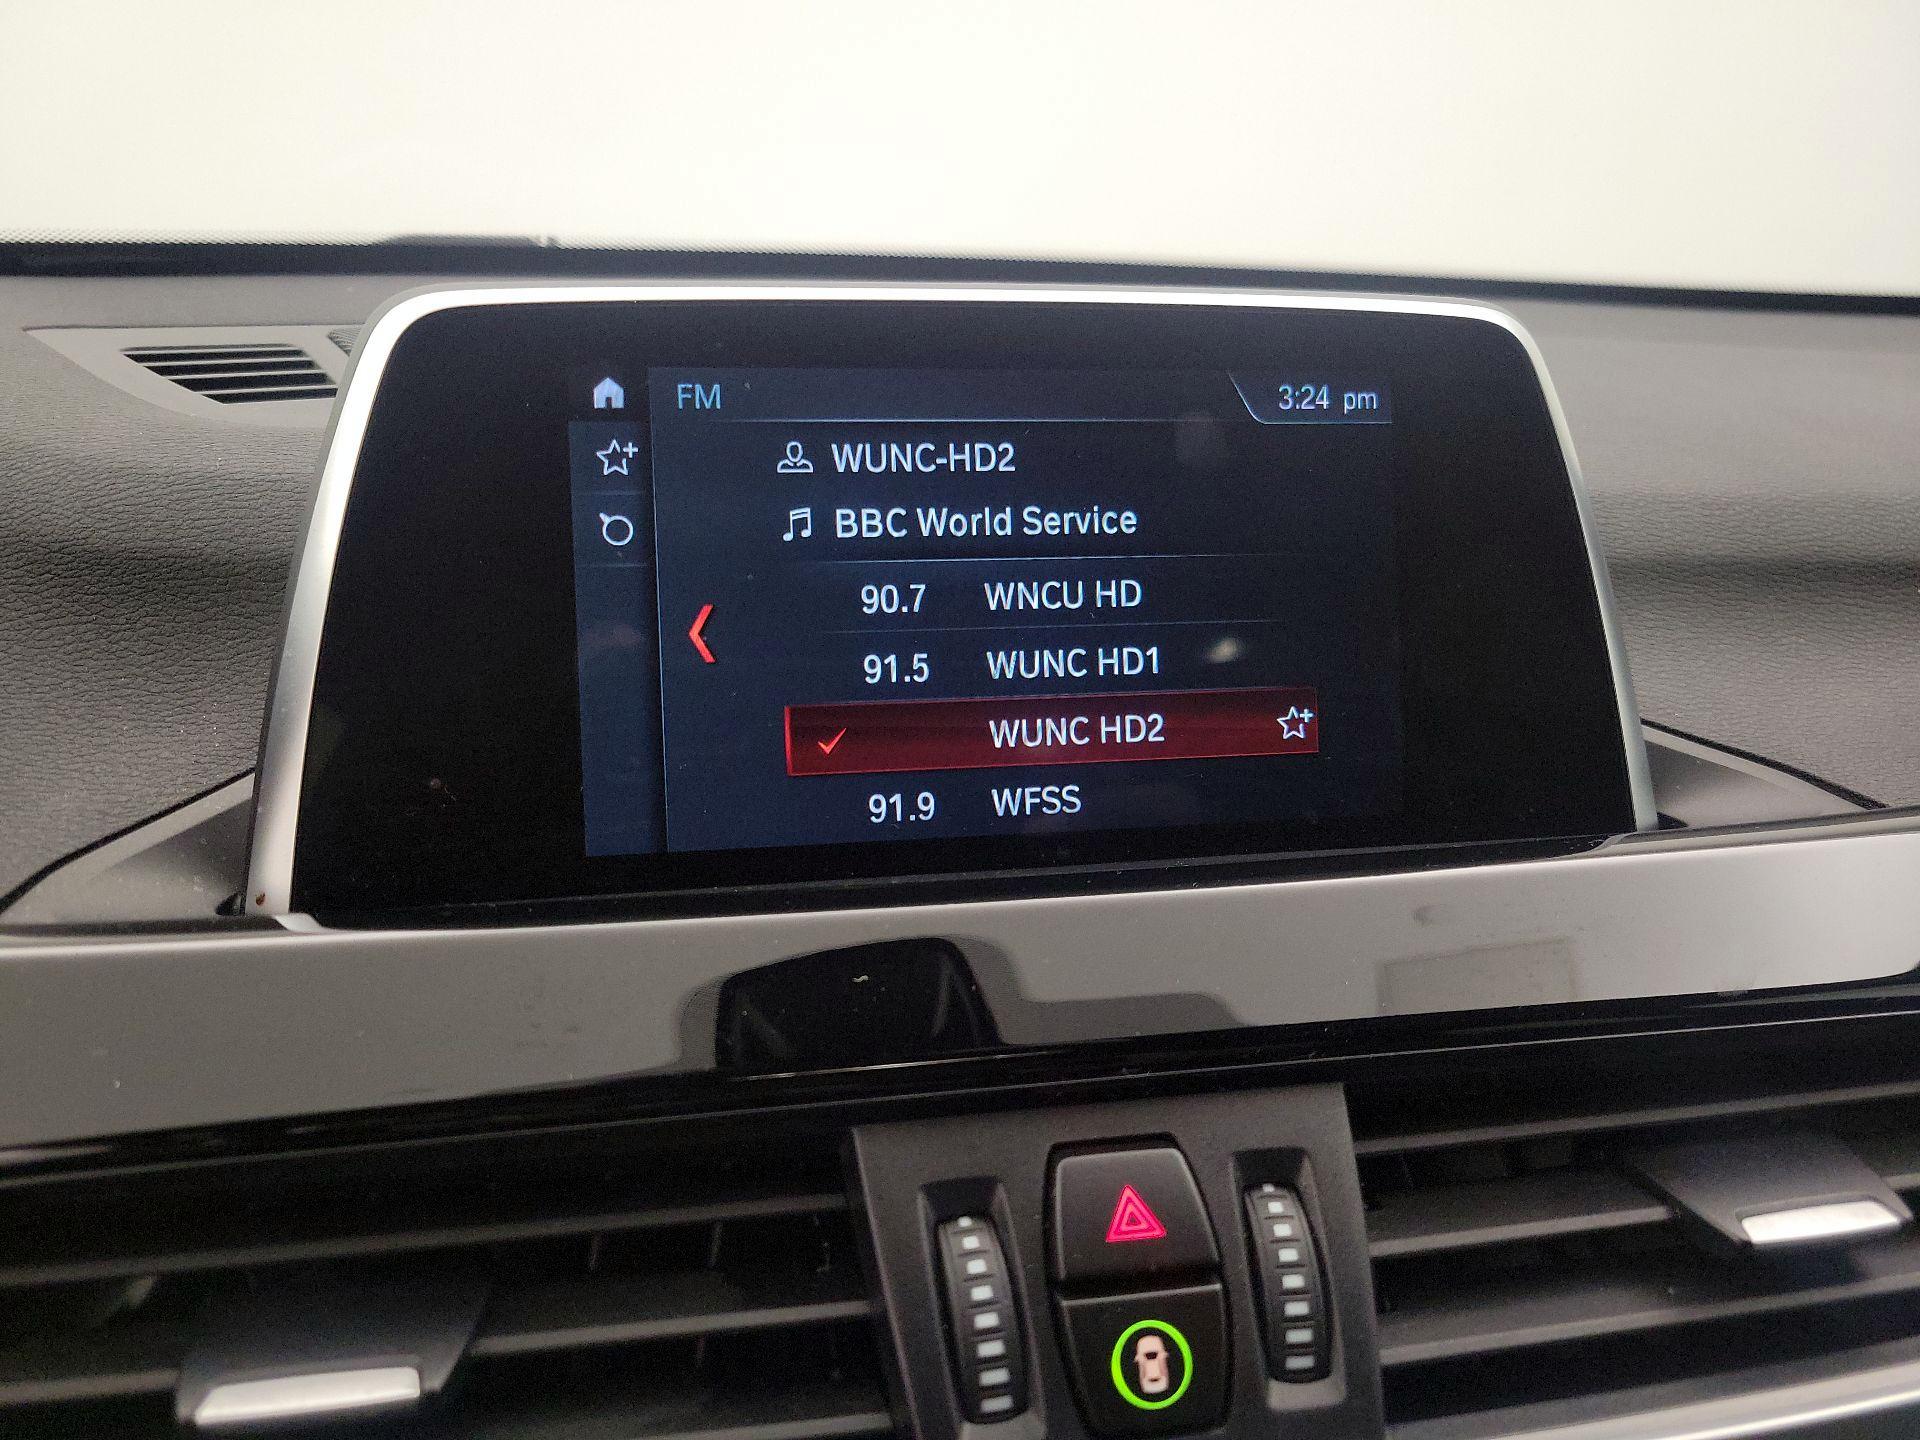 FM 3:24 pm
WUNC-HD2
BBC World Service
90.7 WNCU HD
91.5 WUNC HD1
WUNC HD2
91.9 WFSS